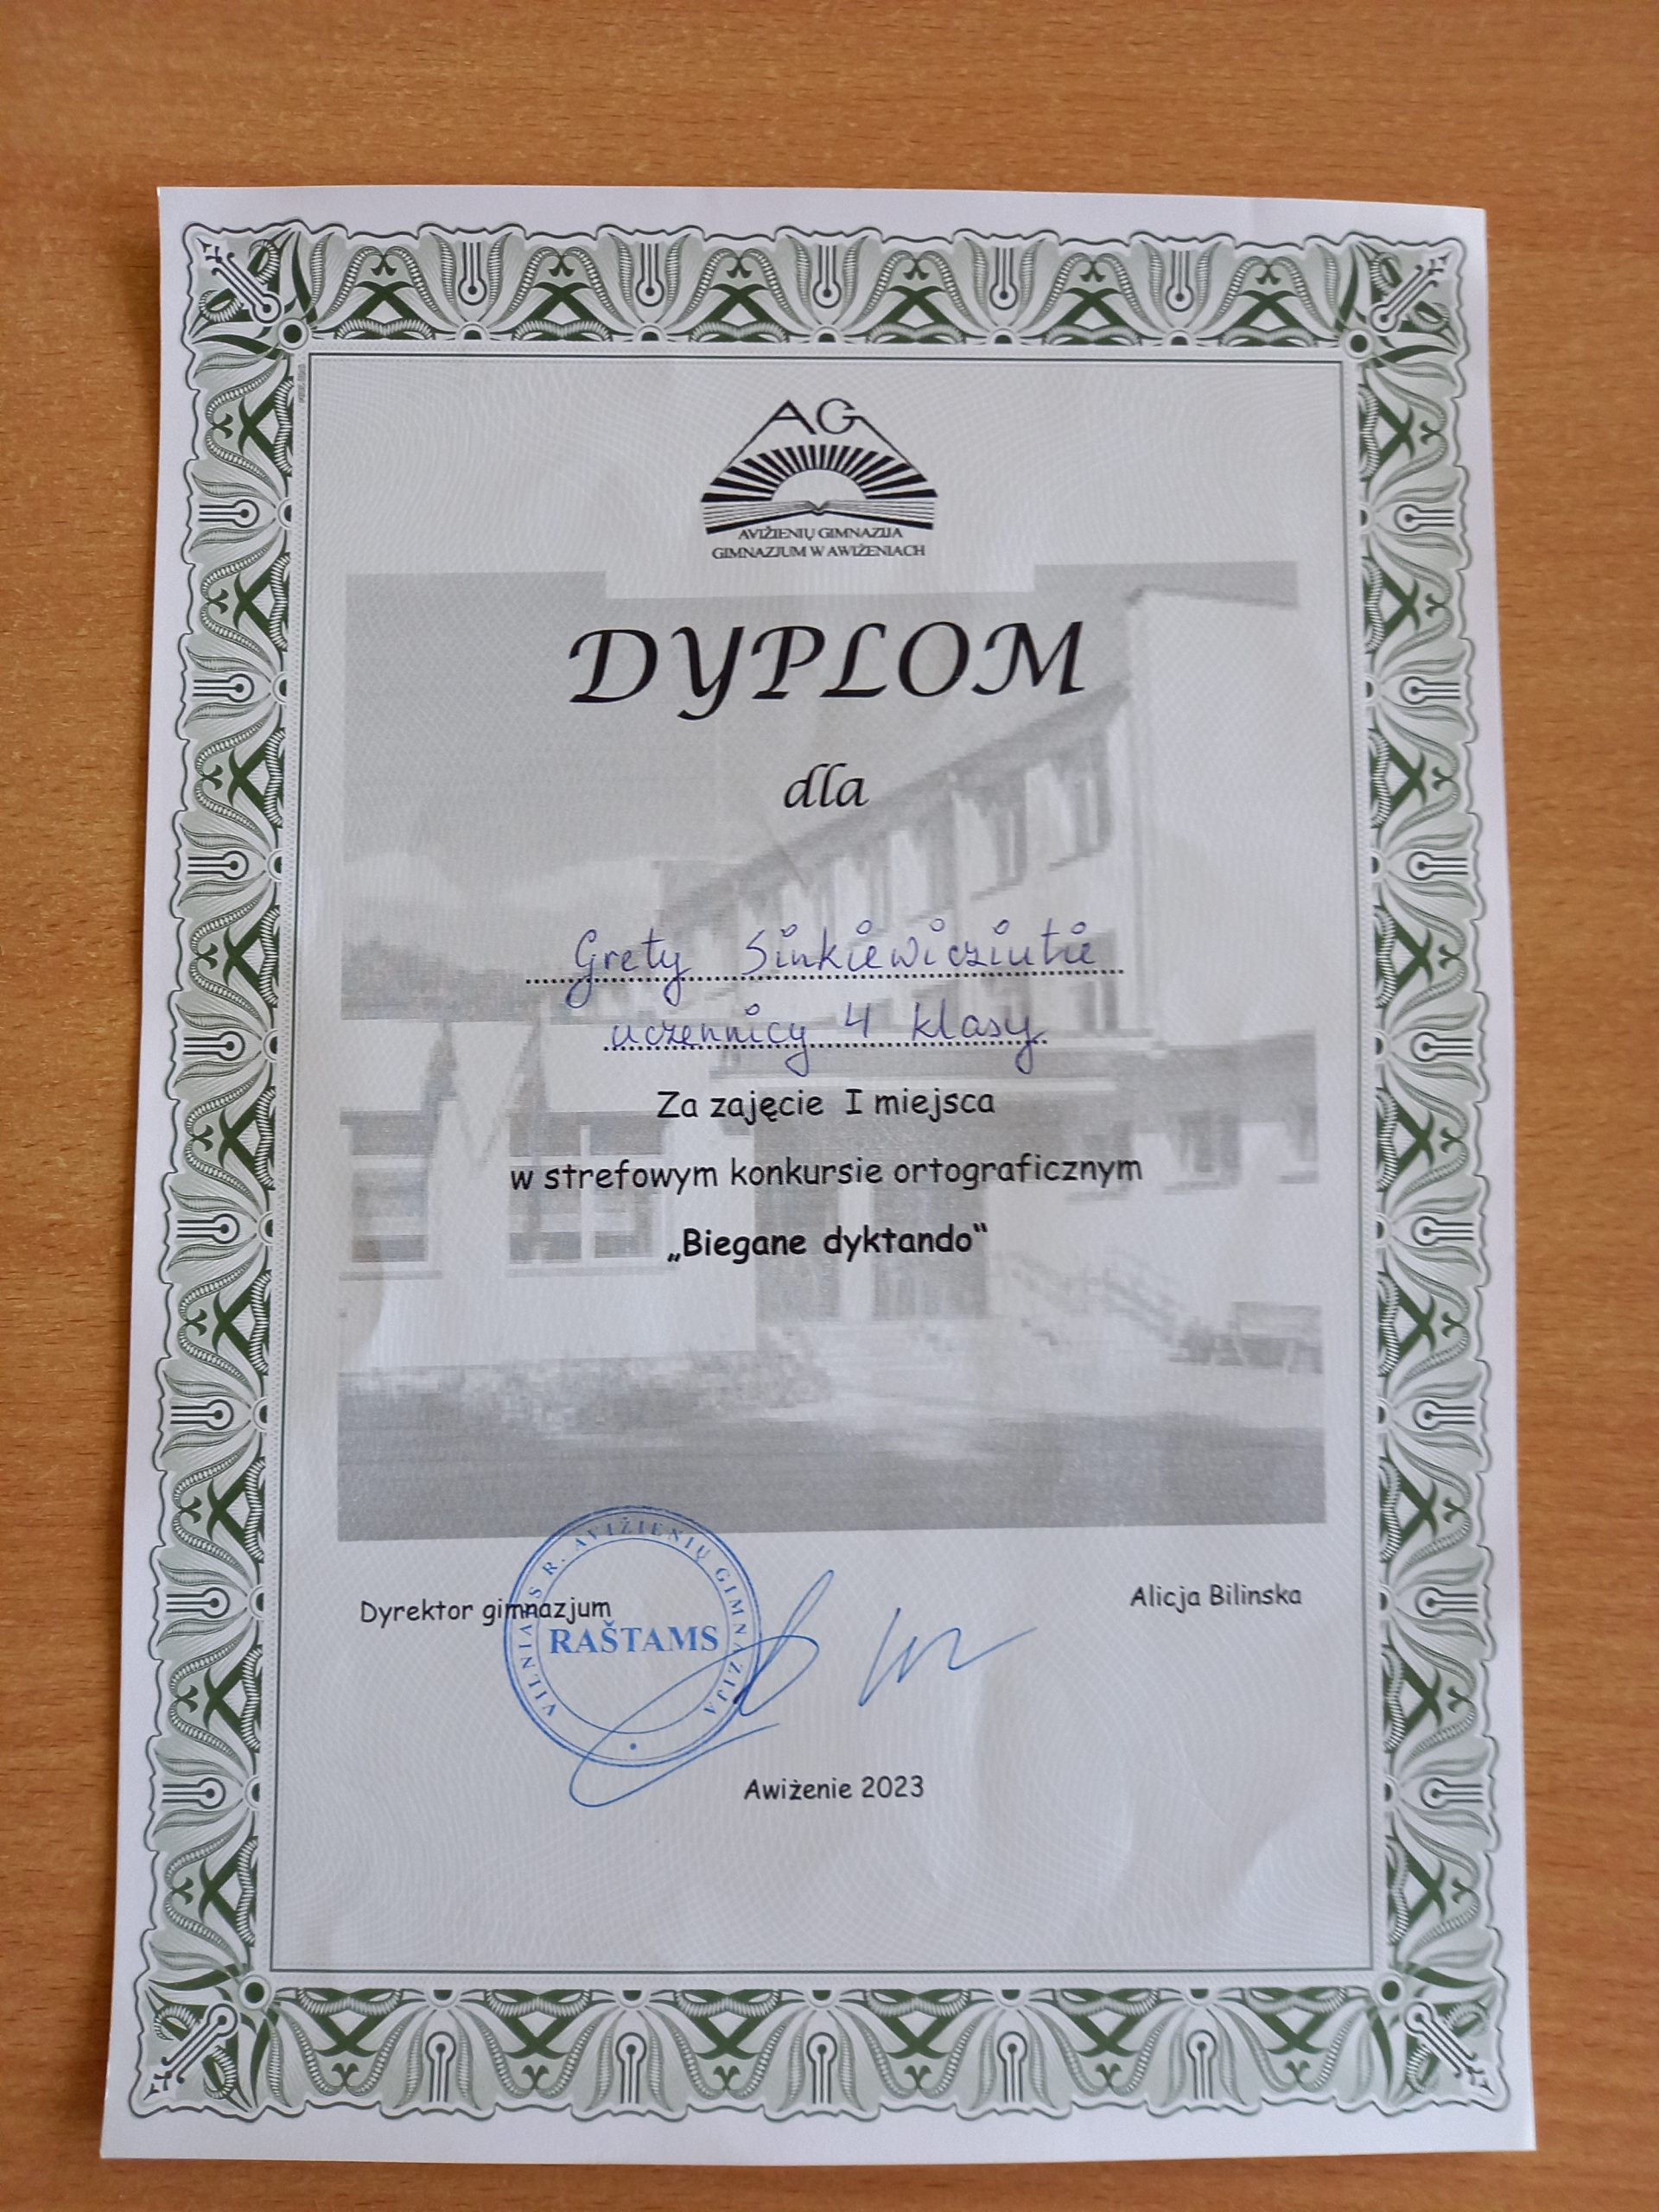 AG
AVIŽIENIŲ GIMNAZIJA
GIMNAZJUM W AWIŻENIACH
DYPLOM
dla
Grety Sinkiewicziutie
uczennicy 4 klasy
Za zajęcie I miejsca
w strefowym konkursie ortograficznym
„Biegane dyktando“
Dyrektor gimnazjum
Alicja Bilinska
VILNIAUS R. AVIŽIENIŲ GIMNAZIJA
RAŠTAMS
Awiżenie 2023